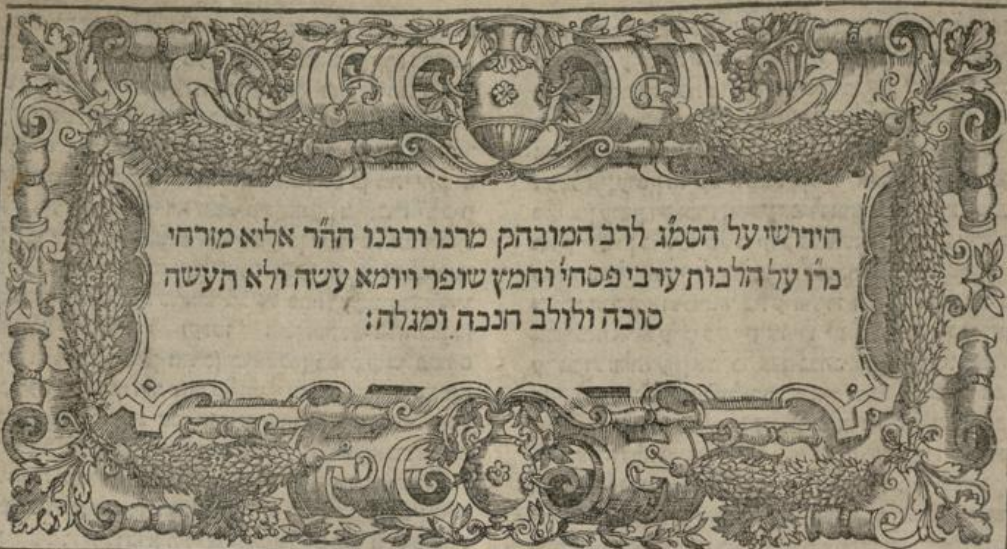 חידושי על הסמ"ג לרב המובהק מרנו ורבנו הה"ר אליא מזרחי
נר"ו על הלכות ערבי פסחי' וחמץ שופר ויומא עשה ולא תעשה
סוכה ולולב חנכה ומגלה: